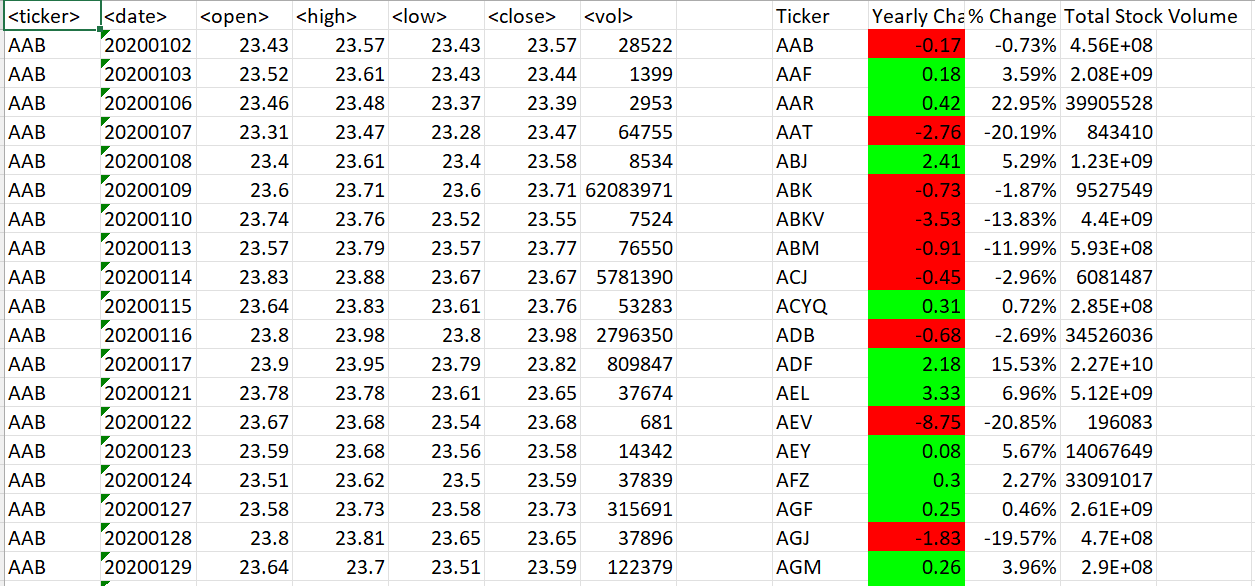 <ticker> <date> <open> <high> <low> <close> <vol> Ticker Yearly Cha % Change Total Stock Volume
AAB 20200102 23.43 23.57 23.43 23.57 28522 AAB -0.17 -0.73% 4.56E+08
AAB 20200103 23.52 23.61 23.43 23.44 1399 AAF 0.18 3.59% 2.08E+09
AAB 20200106 23.46 23.48 23.37 23.39 2953 AAR 0.42 22.95% 39905528
AAB 20200107 23.31 23.47 23.28 23.47 64755 AAT -2.76 -20.19% 843410
AAB 20200108 23.4 23.61 23.4 23.58 8534 ABJ 2.41 5.29% 1.23E+09
AAB 20200109 23.6 23.71 23.6 23.71 62083971 ABK -0.73 -1.87% 9527549
AAB 20200110 23.74 23.76 23.52 23.55 7524 ABKV -3.53 -13.83% 4.4E+09
AAB 20200113 23.57 23.79 23.57 23.77 76550 ABM -0.91 -11.99% 5.93E+08
AAB 20200114 23.83 23.88 23.67 23.67 5781390 ACJ -0.45 -2.96% 6081487
AAB 20200115 23.64 23.83 23.61 23.76 53283 ACYQ 0.31 0.72% 2.85E+08
AAB 20200116 23.8 23.98 23.8 23.98 2796350 ADB -0.68 -2.69% 34526036
AAB 20200117 23.9 23.95 23.79 23.82 809847 ADF 2.18 15.53% 2.27E+10
AAB 20200121 23.78 23.78 23.61 23.65 37674 AEL 3.33 6.96% 5.12E+09
AAB 20200122 23.67 23.68 23.54 23.68 681 AEV -8.75 -20.85% 196083
AAB 20200123 23.59 23.68 23.56 23.58 14342 AEY 0.08 5.67% 14067649
AAB 20200124 23.51 23.62 23.5 23.59 37839 AFZ 0.3 2.27% 33091017
AAB 20200127 23.58 23.73 23.58 23.73 315691 AGF 0.25 0.46% 2.61E+09
AAB 20200128 23.8 23.81 23.65 23.65 37896 AGJ -1.83 -19.57% 4.7E+08
AAB 20200129 23.64 23.7 23.51 23.59 122379 AGM 0.26 3.96% 2.9E+08